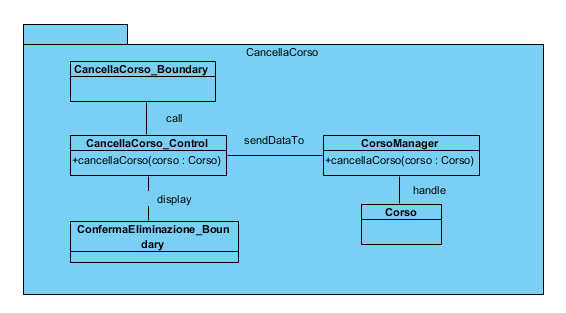 CancellaCorso
CancellaCorso_Boundary
call
CancellaCorso_Control
+cancellaCorso(corso : Corso)
sendDataTo
CorsoManager
+cancellaCorso(corso : Corso)
display
handle
ConfermaEliminazione_Boun
dary
Corso